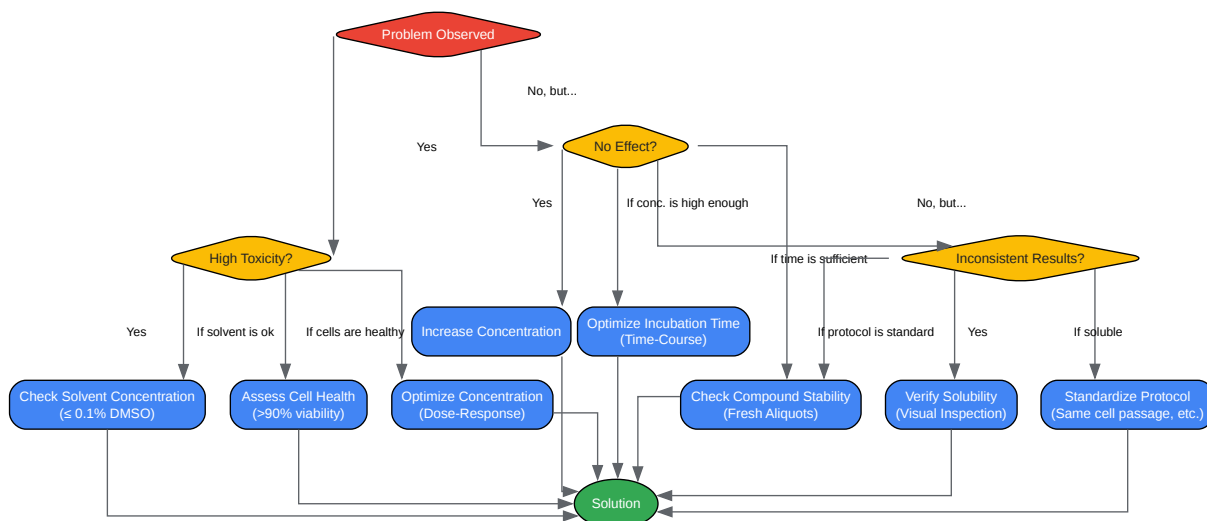 Problem Observed
No, but...
Yes
No Effect?
Yes
If conc. is high enough
No, but...
High Toxicity?
If time is sufficient
Inconsistent Results?
Yes
If solvent is ok
If cells are healthy
Increase Concentration
Optimize Incubation Time
(Time-Course)
If protocol is standard
Yes
If soluble
Check Solvent Concentration
(≤ 0.1% DMSO)
Assess Cell Health
(>90% viability)
Optimize Concentration
(Dose-Response)
Check Compound Stability
(Fresh Aliquots)
Verify Solubility
(Visual Inspection)
Standardize Protocol
(Same cell passage, etc.)
Solution